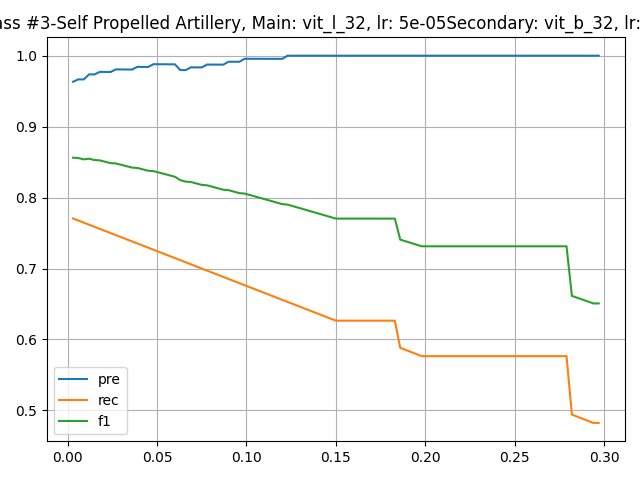 ass #3-Self Propelled Artillery, Main: vit_l_32, lr: 5e-05Secondary: vit_b_32, lr:
1.0
0.9
0.8
0.7
0.6
0.5
pre
rec
f1
0.00 0.05 0.10 0.15 0.20 0.25 0.30